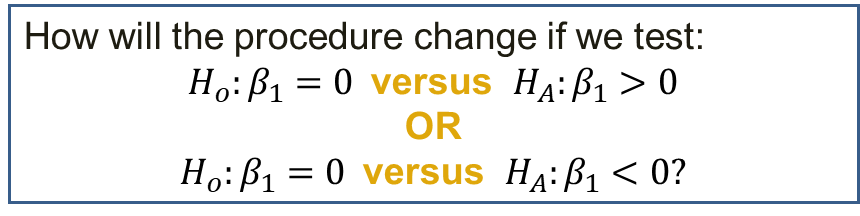 How will the procedure change if we test:
𝐻ₒ: 𝛽₁ = 0 versus 𝐻_A: 𝛽₁ > 0
OR
𝐻ₒ: 𝛽₁ = 0 versus 𝐻_A: 𝛽₁ < 0?